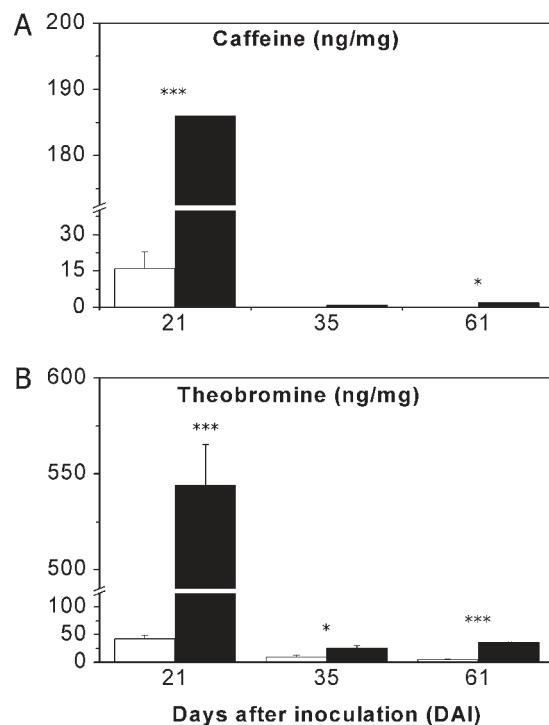 A
Caffeine (ng/mg)
200
190
180
30
15
0
***
*
21 35 61
B
Theobromine (ng/mg)
600
550
500
100
50
0
***
*
***
21 35 61
Days after inoculation (DAI)